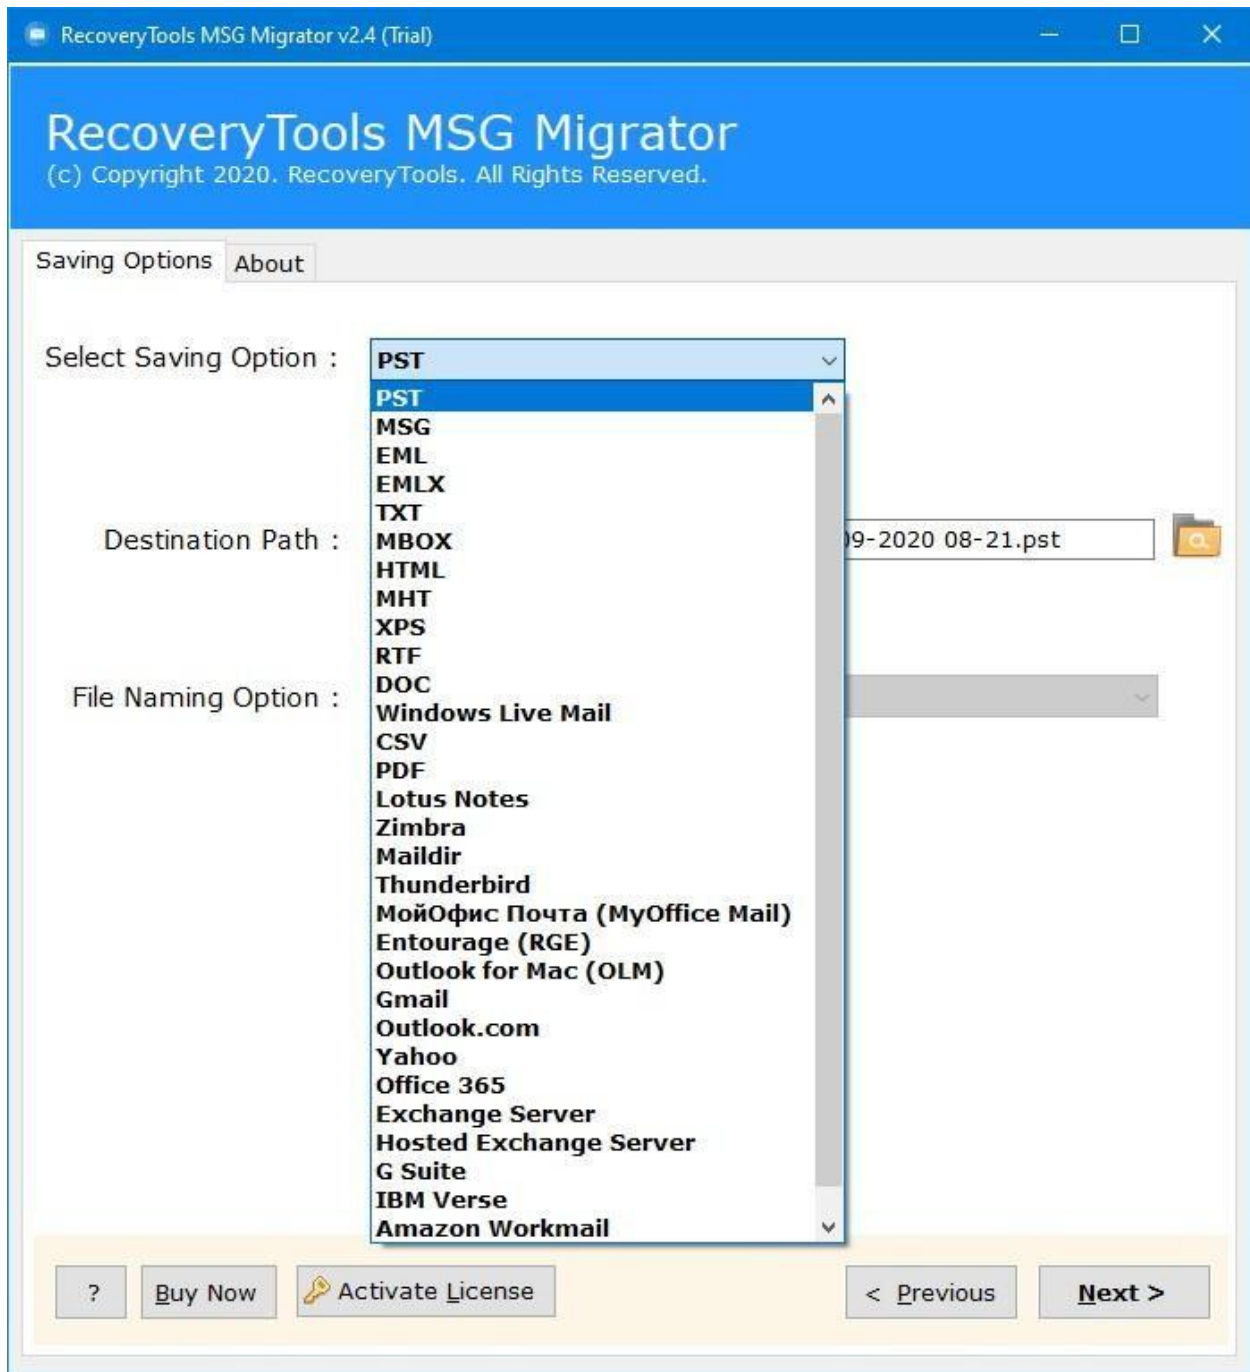 RecoveryTools MSG Migrator v2.4 (Trial)
RecoveryTools MSG Migrator
(c) Copyright 2020. RecoveryTools. All Rights Reserved.
Saving Options About
Select Saving Option : PST
PST
MSG
EML
EMLX
TXT
Destination Path : 09-2020 08-21.pst
MBOX
HTML
MHT
XPS
RTF
DOC
File Naming Option :
Windows Live Mail
CSV
PDF
Lotus Notes
Zimbra
Maildir
Thunderbird
МойОфис Почта (MyOffice Mail)
Entourage (RGE)
Outlook for Mac (OLM)
Gmail
Outlook.com
Yahoo
Office 365
Exchange Server
Hosted Exchange Server
G Suite
IBM Verse
Amazon Workmail
? Buy Now Activate License < Previous Next >